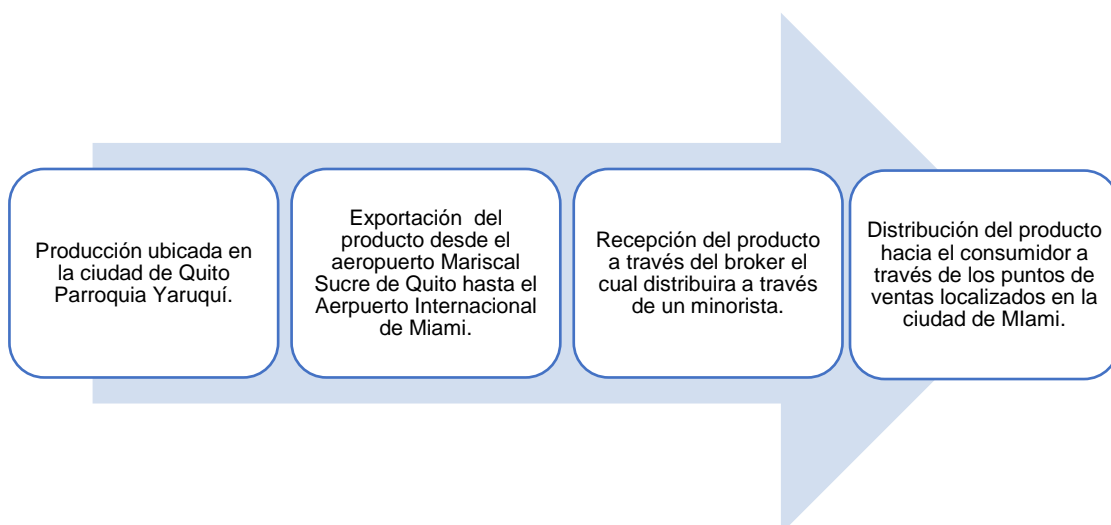 Producción ubicada en
la ciudad de Quito
Parroquia Yaruquí.
Exportación  del
producto desde el
aeropuerto Mariscal
Sucre de Quito hasta el
Aerpuerto Internacional
de Miami.
Recepción del producto
a través del broker el
cual distribuira a través
de un minorista.
Distribución del producto
hacia el consumidor a
través de los puntos de
ventas localizados en la
ciudad de MIami.